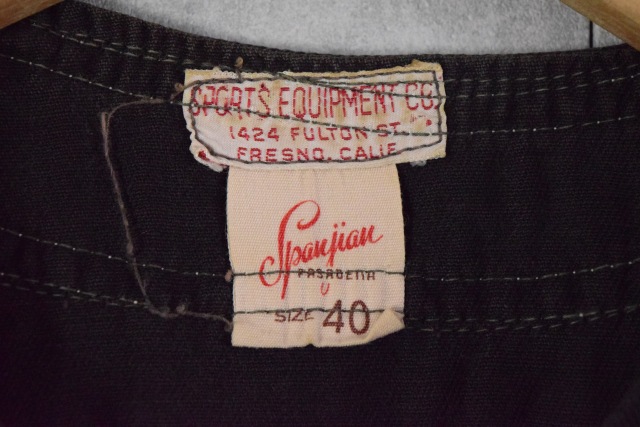 SPORTS EQUIPMENT CO.
1424 FULTON ST.
FRESNO, CALIF.
Spanjian
PASADENA
SIZE 40